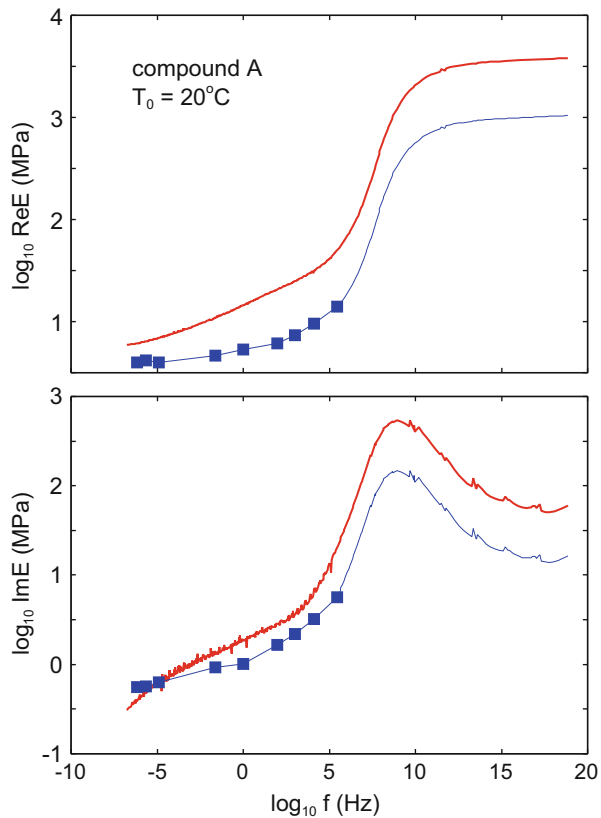 4
compound A
T₀ = 20°C
3
log₁₀ ReE (MPa)
2
1
3
2
log₁₀ ImE (MPa)
1
0
-1
-10 -5 0 5 10 15 20
log₁₀ f (Hz)